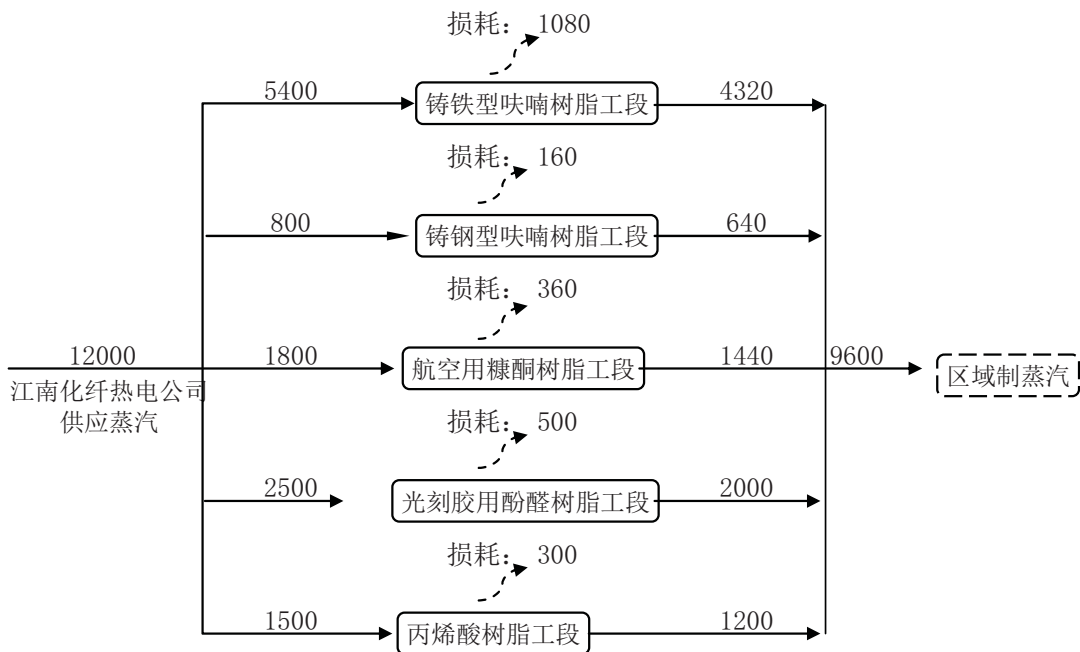 损耗： 1080
5400
铸铁型呋喃树脂工段
4320
损耗： 160
800
铸钢型呋喃树脂工段
640
损耗： 360
12000
1800
航空用糠酮树脂工段
1440
9600
区域制蒸汽
江南化纤热电公司
供应蒸汽
损耗： 500
2500
光刻胶用酚醛树脂工段
2000
损耗： 300
1500
丙烯酸树脂工段
1200